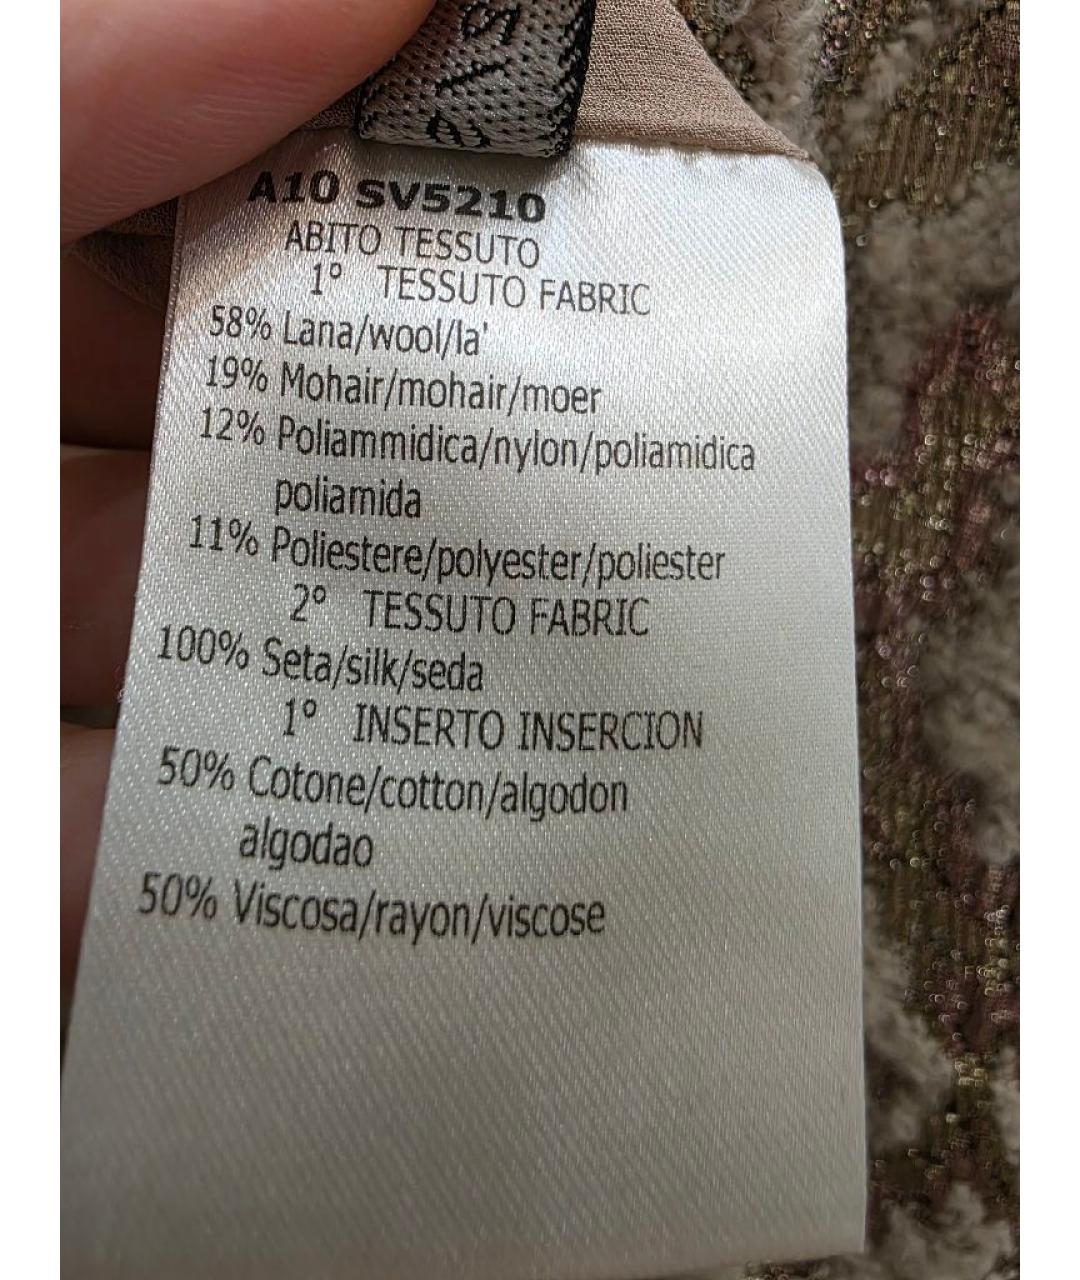 A10 SV5210
ABITO TESSUTO
1° TESSUTO FABRIC
58% Lana/wool/la'
19% Mohair/mohair/moer
12% Poliammidica/nylon/poliamidica
poliamida
11% Poliestere/polyester/poliester
2° TESSUTO FABRIC
100% Seta/silk/seda
1° INSERTO INSERCION
50% Cotone/cotton/algodon
algodao
50% Viscosa/rayon/viscose